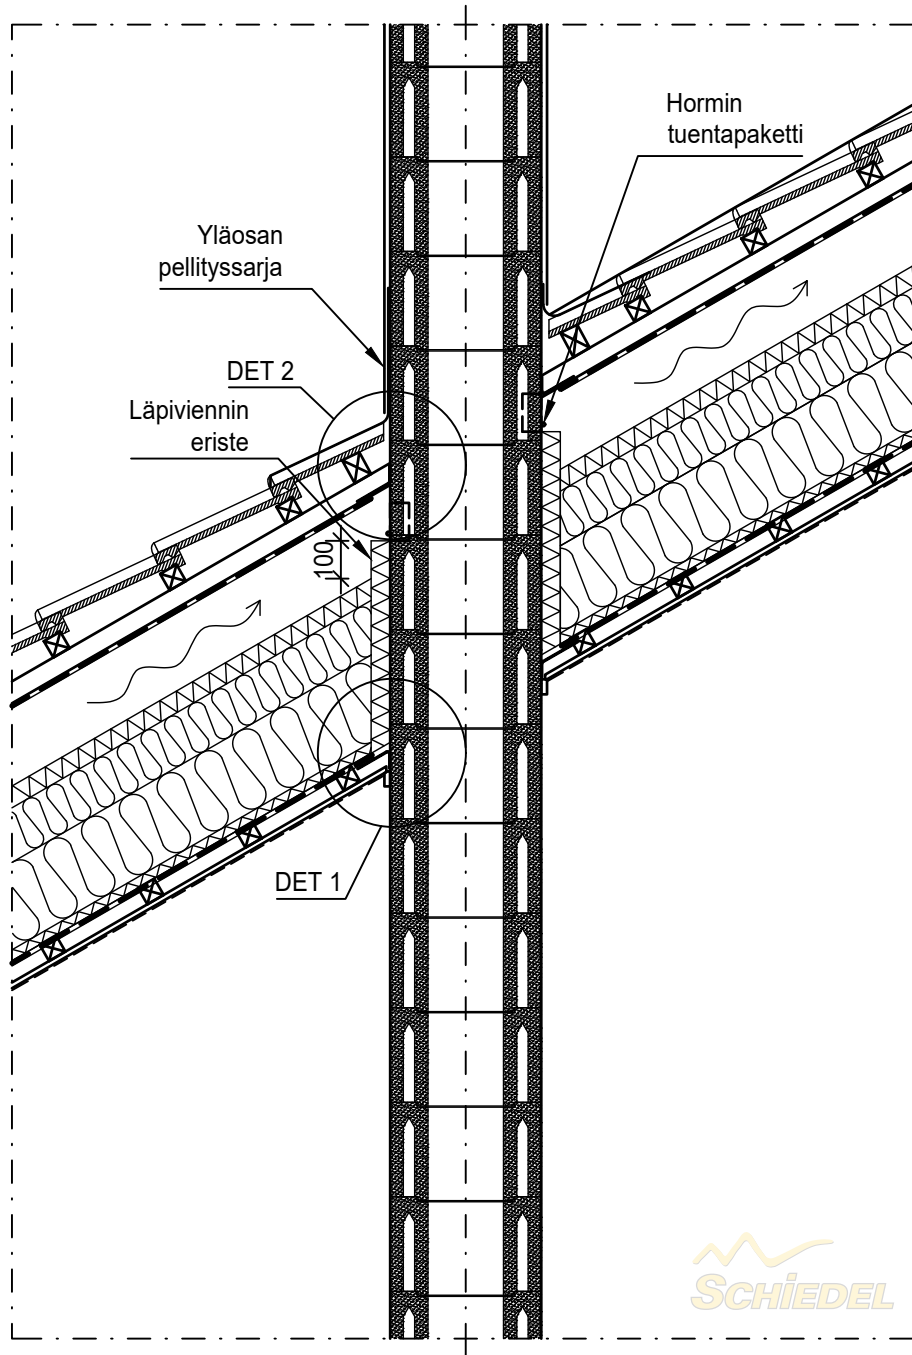 Hormin
tuentapaketti
Yläosan
pellityssarja
DET 2
Läpiviennin
eriste
100
DET 1
SCHiEDEL